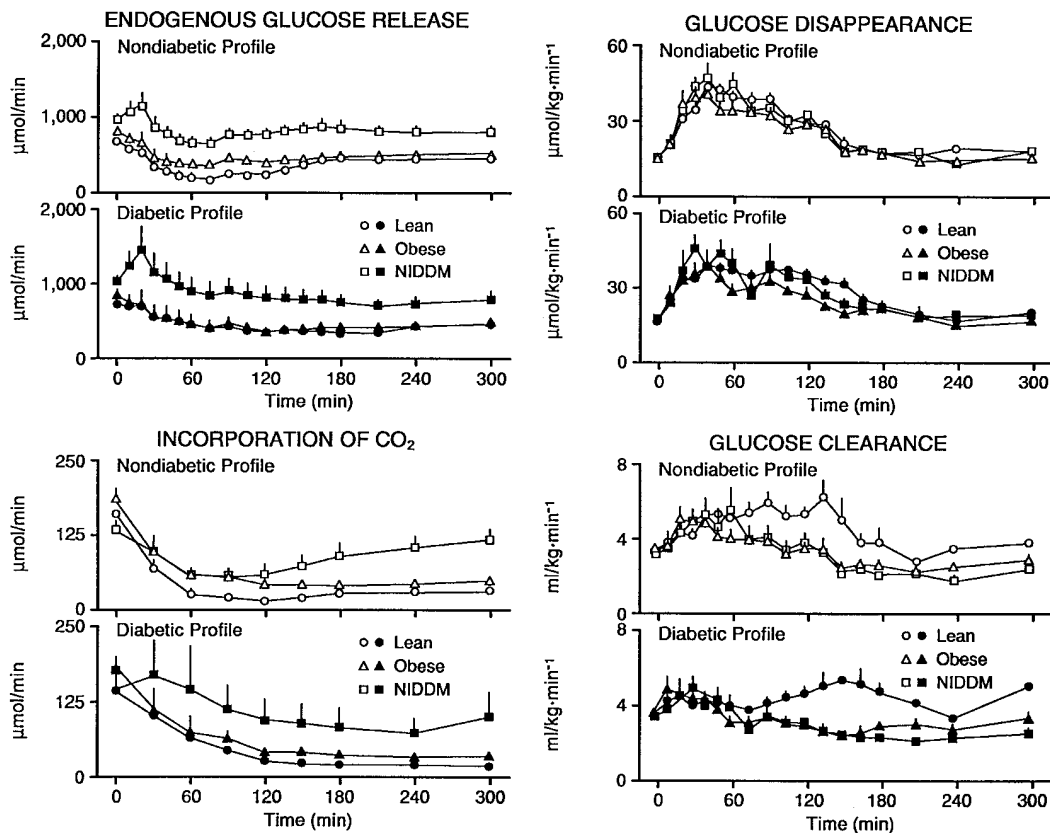 ENDOGENOUS GLUCOSE RELEASE
Nondiabetic Profile
2,000
1,000
0
μmol/min
Diabetic Profile
2,000
1,000
0
μmol/min
Lean
Obese
NIDDM
0 60 120 180 240 300
Time (min)
GLUCOSE DISAPPEARANCE
Nondiabetic Profile
60
30
0
μmol/kg·min⁻¹
Diabetic Profile
60
30
0
μmol/kg·min⁻¹
Lean
Obese
NIDDM
0 60 120 180 240 300
Time (min)
INCORPORATION OF CO₂
Nondiabetic Profile
250
125
0
μmol/min
Diabetic Profile
250
125
0
μmol/min
Lean
Obese
NIDDM
0 60 120 180 240 300
Time (min)
GLUCOSE CLEARANCE
Nondiabetic Profile
8
4
0
ml/kg·min⁻¹
Diabetic Profile
8
4
0
ml/kg·min⁻¹
Lean
Obese
NIDDM
0 60 120 180 240 300
Time (min)